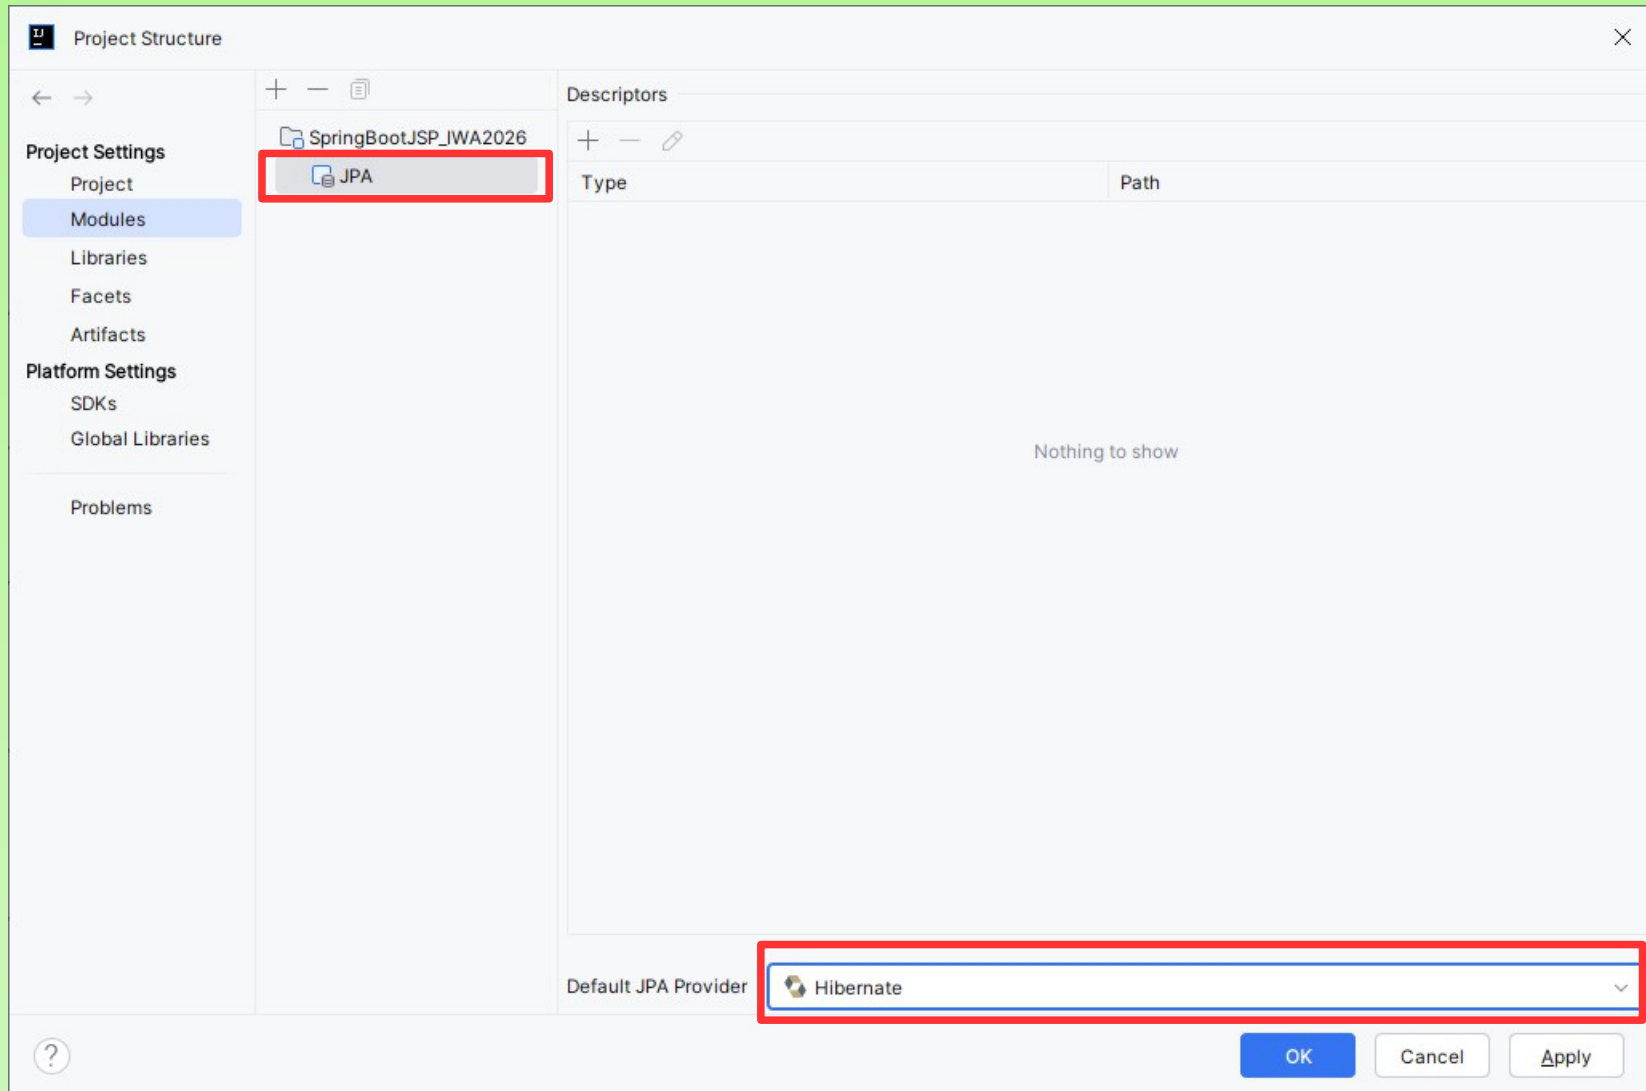 Project Structure
Project Settings
Project
Modules
Libraries
Facets
Artifacts
Platform Settings
SDKs
Global Libraries
Problems
SpringBootJSP_IWA2026
JPA
Descriptors
Type Path
Nothing to show
Default JPA Provider Hibernate
? OK Cancel Apply